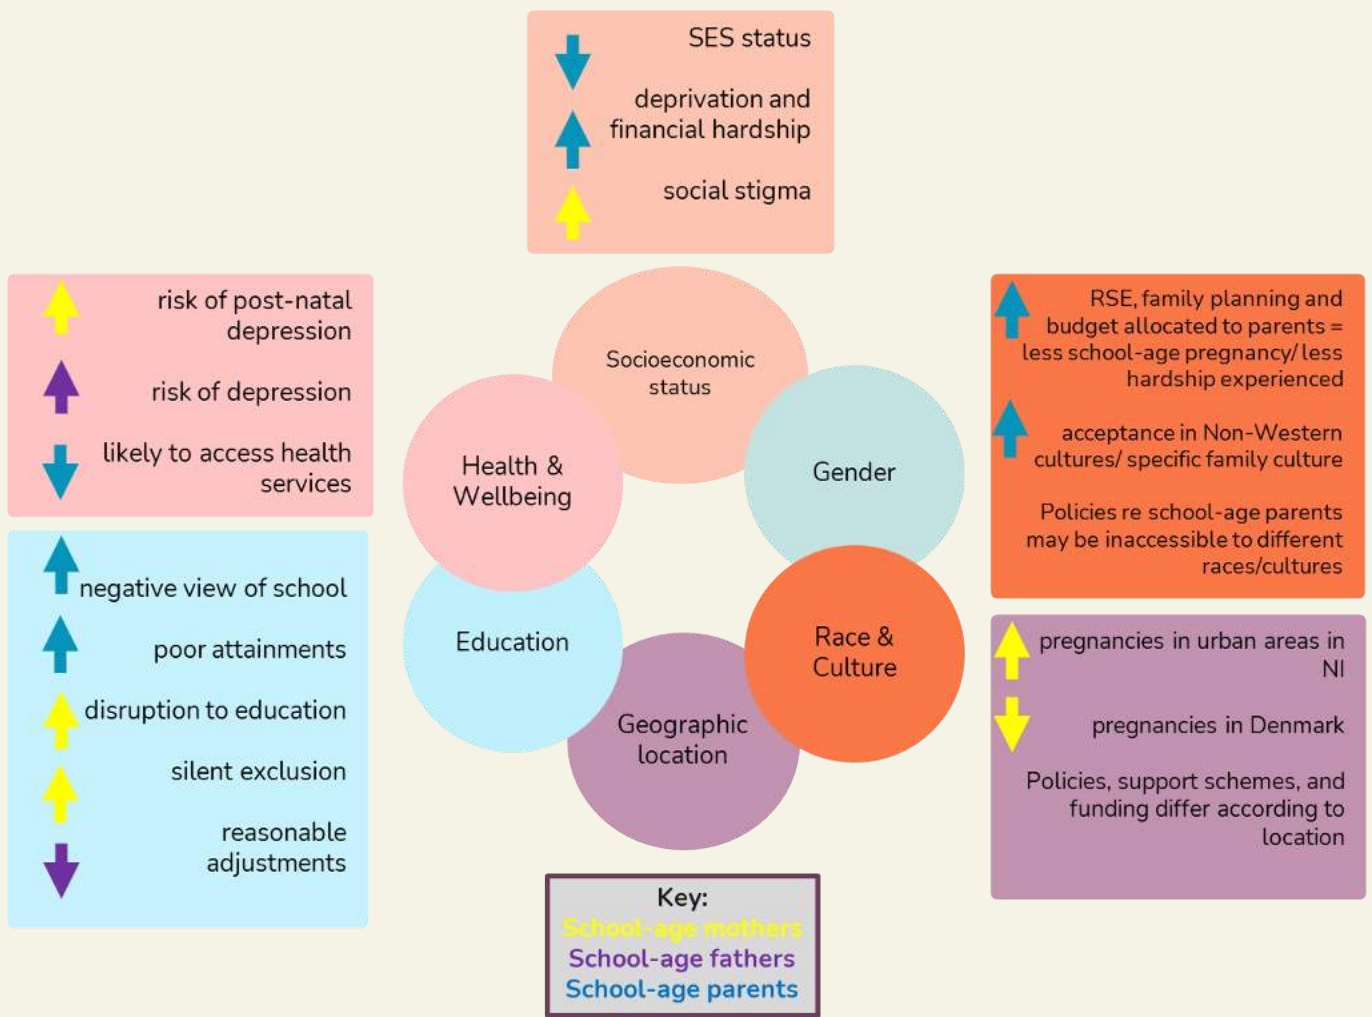 SES status
deprivation and
financial hardship
social stigma
risk of post-natal
depression
risk of depression
likely to access health
services
negative view of school
poor attainments
disruption to education
silent exclusion
reasonable
adjustments
Socioeconomic
status
Health &
Wellbeing
Gender
Education
Race &
Culture
Geographic
location
RSE, family planning and
budget allocated to parents =
less school-age pregnancy/ less
hardship experienced
acceptance in Non-Western
cultures/ specific family culture
Policies re school-age parents
may be inaccessible to different
races/cultures
pregnancies in urban areas in
NI
pregnancies in Denmark
Policies, support schemes, and
funding differ according to
location
Key:
School-age mothers
School-age fathers
School-age parents